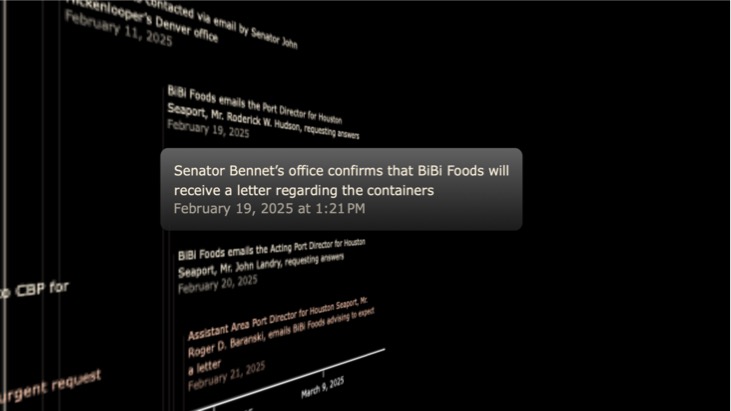 contacted via email by Senator John
Hickenlooper's Denver office
February 11, 2025
BiBi Foods emails the Port Director for Houston
Seaport, Mr. Roderick W. Hudson, requesting answers
February 19, 2025
Senator Bennet’s office confirms that BiBi Foods will
receive a letter regarding the containers
February 19, 2025 at 1:21 PM
BiBi Foods emails the Acting Port Director for Houston
Seaport, Mr. John Landry, requesting answers
February 20, 2025
CBP for
Assistant Area Port Director for Houston Seaport, Mr.
Roger D. Baranski, emails BiBi Foods advising to expect
a letter
February 21, 2025
urgent request
March 9, 2025